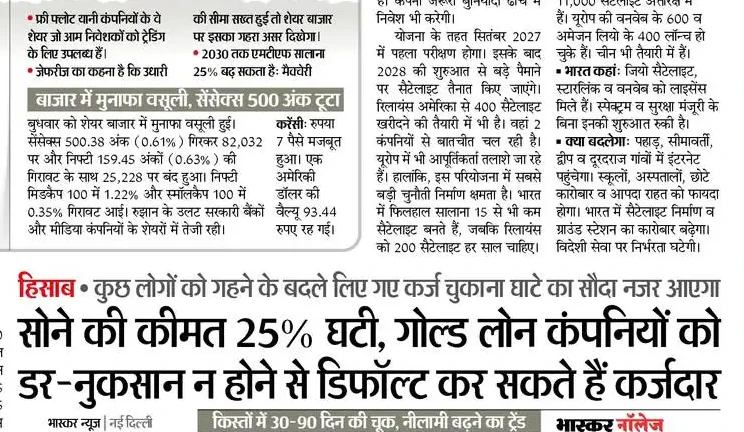 • फ्री फ्लोट यानी कंपनियों के वे
शेयर जो आम निवेशकों को ट्रेडिंग
के लिए उपलब्ध हैं।
• जेफरीज का कहना है कि उधारी
की सीमा सख्त हुई तो शेयर बाजार
पर इसका गहरा असर दिखेगा।
• 2030 तक एमटीएफ सालाना
25% बढ़ सकता है: मैक्वेरी
बाजार में मुनाफा वसूली, सेंसेक्स 500 अंक टूटा
बुधवार को शेयर बाजार में मुनाफा वसूली हुई।
सेंसेक्स 500.38 अंक (0.61%) गिरकर 82,032
पर और निफ्टी 159.45 अंकों (0.63%) की
गिरावट के साथ 25,228 पर बंद हुआ। निफ्टी
मिडकैप 100 में 1.22% और स्मॉलकैप 100 में
0.35% गिरावट आई। रुझान के उलट सरकारी बैंकों
और मीडिया कंपनियों के शेयरों में तेजी रही।
करेंसी: रुपया
7 पैसे मजबूत
हुआ। एक
अमेरिकी
डॉलर की
वैल्यू 93.44
रुपए रह गई।
निवेश भी करेगी।
योजना के तहत सितंबर 2027
में पहला परीक्षण होगा। इसके बाद
2028 की शुरुआत से बड़े पैमाने
पर सैटेलाइट तैनात किए जाएंगे।
रिलायंस अमेरिका से 400 सैटेलाइट
खरीदने की तैयारी में भी है। वहां 2
कंपनियों से बातचीत चल रही है।
यूरोप में भी आपूर्तिकर्ता तलाशे जा रहे
हैं। हालांकि, इस परियोजना में सबसे
बड़ी चुनौती निर्माण क्षमता है। भारत
में फिलहाल सालाना 15 से भी कम
सैटेलाइट बनते हैं, जबकि रिलायंस
को 200 सैटेलाइट हर साल चाहिए।
11,000 सैटेलाइट अंतरिक्ष में
हैं। यूरोप की वनवेब के 600 व
अमेजन लियो के 400 लॉन्च हो
चुके हैं। चीन भी तैयारी में है।
▪ भारत कहां: जियो सैटेलाइट,
स्टारलिंक व वनवेब को लाइसेंस
मिले हैं। स्पेक्ट्रम व सुरक्षा मंजूरी के
बिना इनकी शुरुआत रुकी है।
▪ क्या बदलेगा: पहाड़, सीमावर्ती,
द्वीप व दूरदराज गांवों में इंटरनेट
पहुंचेगा। स्कूलों, अस्पतालों, छोटे
कारोबार व आपदा राहत को फायदा
होगा। भारत में सैटेलाइट निर्माण व
ग्राउंड स्टेशन का कारोबार बढ़ेगा।
विदेशी सेवा पर निर्भरता घटेगी।
हिसाब • कुछ लोगों को गहने के बदले लिए गए कर्ज चुकाना घाटे का सौदा नजर आएगा
सोने की कीमत 25% घटी, गोल्ड लोन कंपनियों को
डर-नुकसान न होने से डिफॉल्ट कर सकते हैं कर्जदार
भास्कर न्यूज | नई दिल्ली
किस्तों में 30-90 दिन की चूक, नीलामी बढ़ने का ट्रेंड
भास्कर नॉलेज